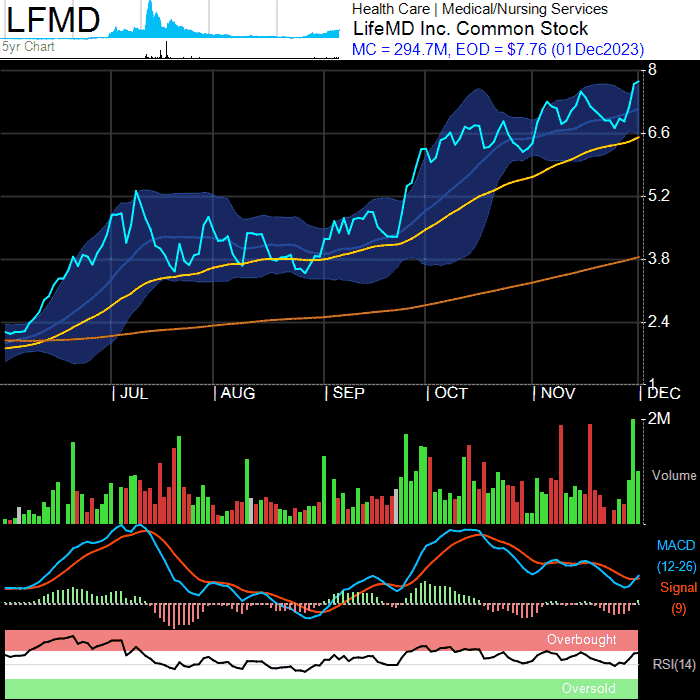 LFMD
5yr Chart
Health Care | Medical/Nursing Services
LifeMD Inc. Common Stock
MC = 294.7M, EOD = $7.76 (01Dec2023)
8
6.6
5.2
3.8
2.4
1
JUL AUG SEP OCT NOV DEC
2M
Volume
MACD
(12-26)
Signal
(9)
Overbought
RSI(14)
Oversold